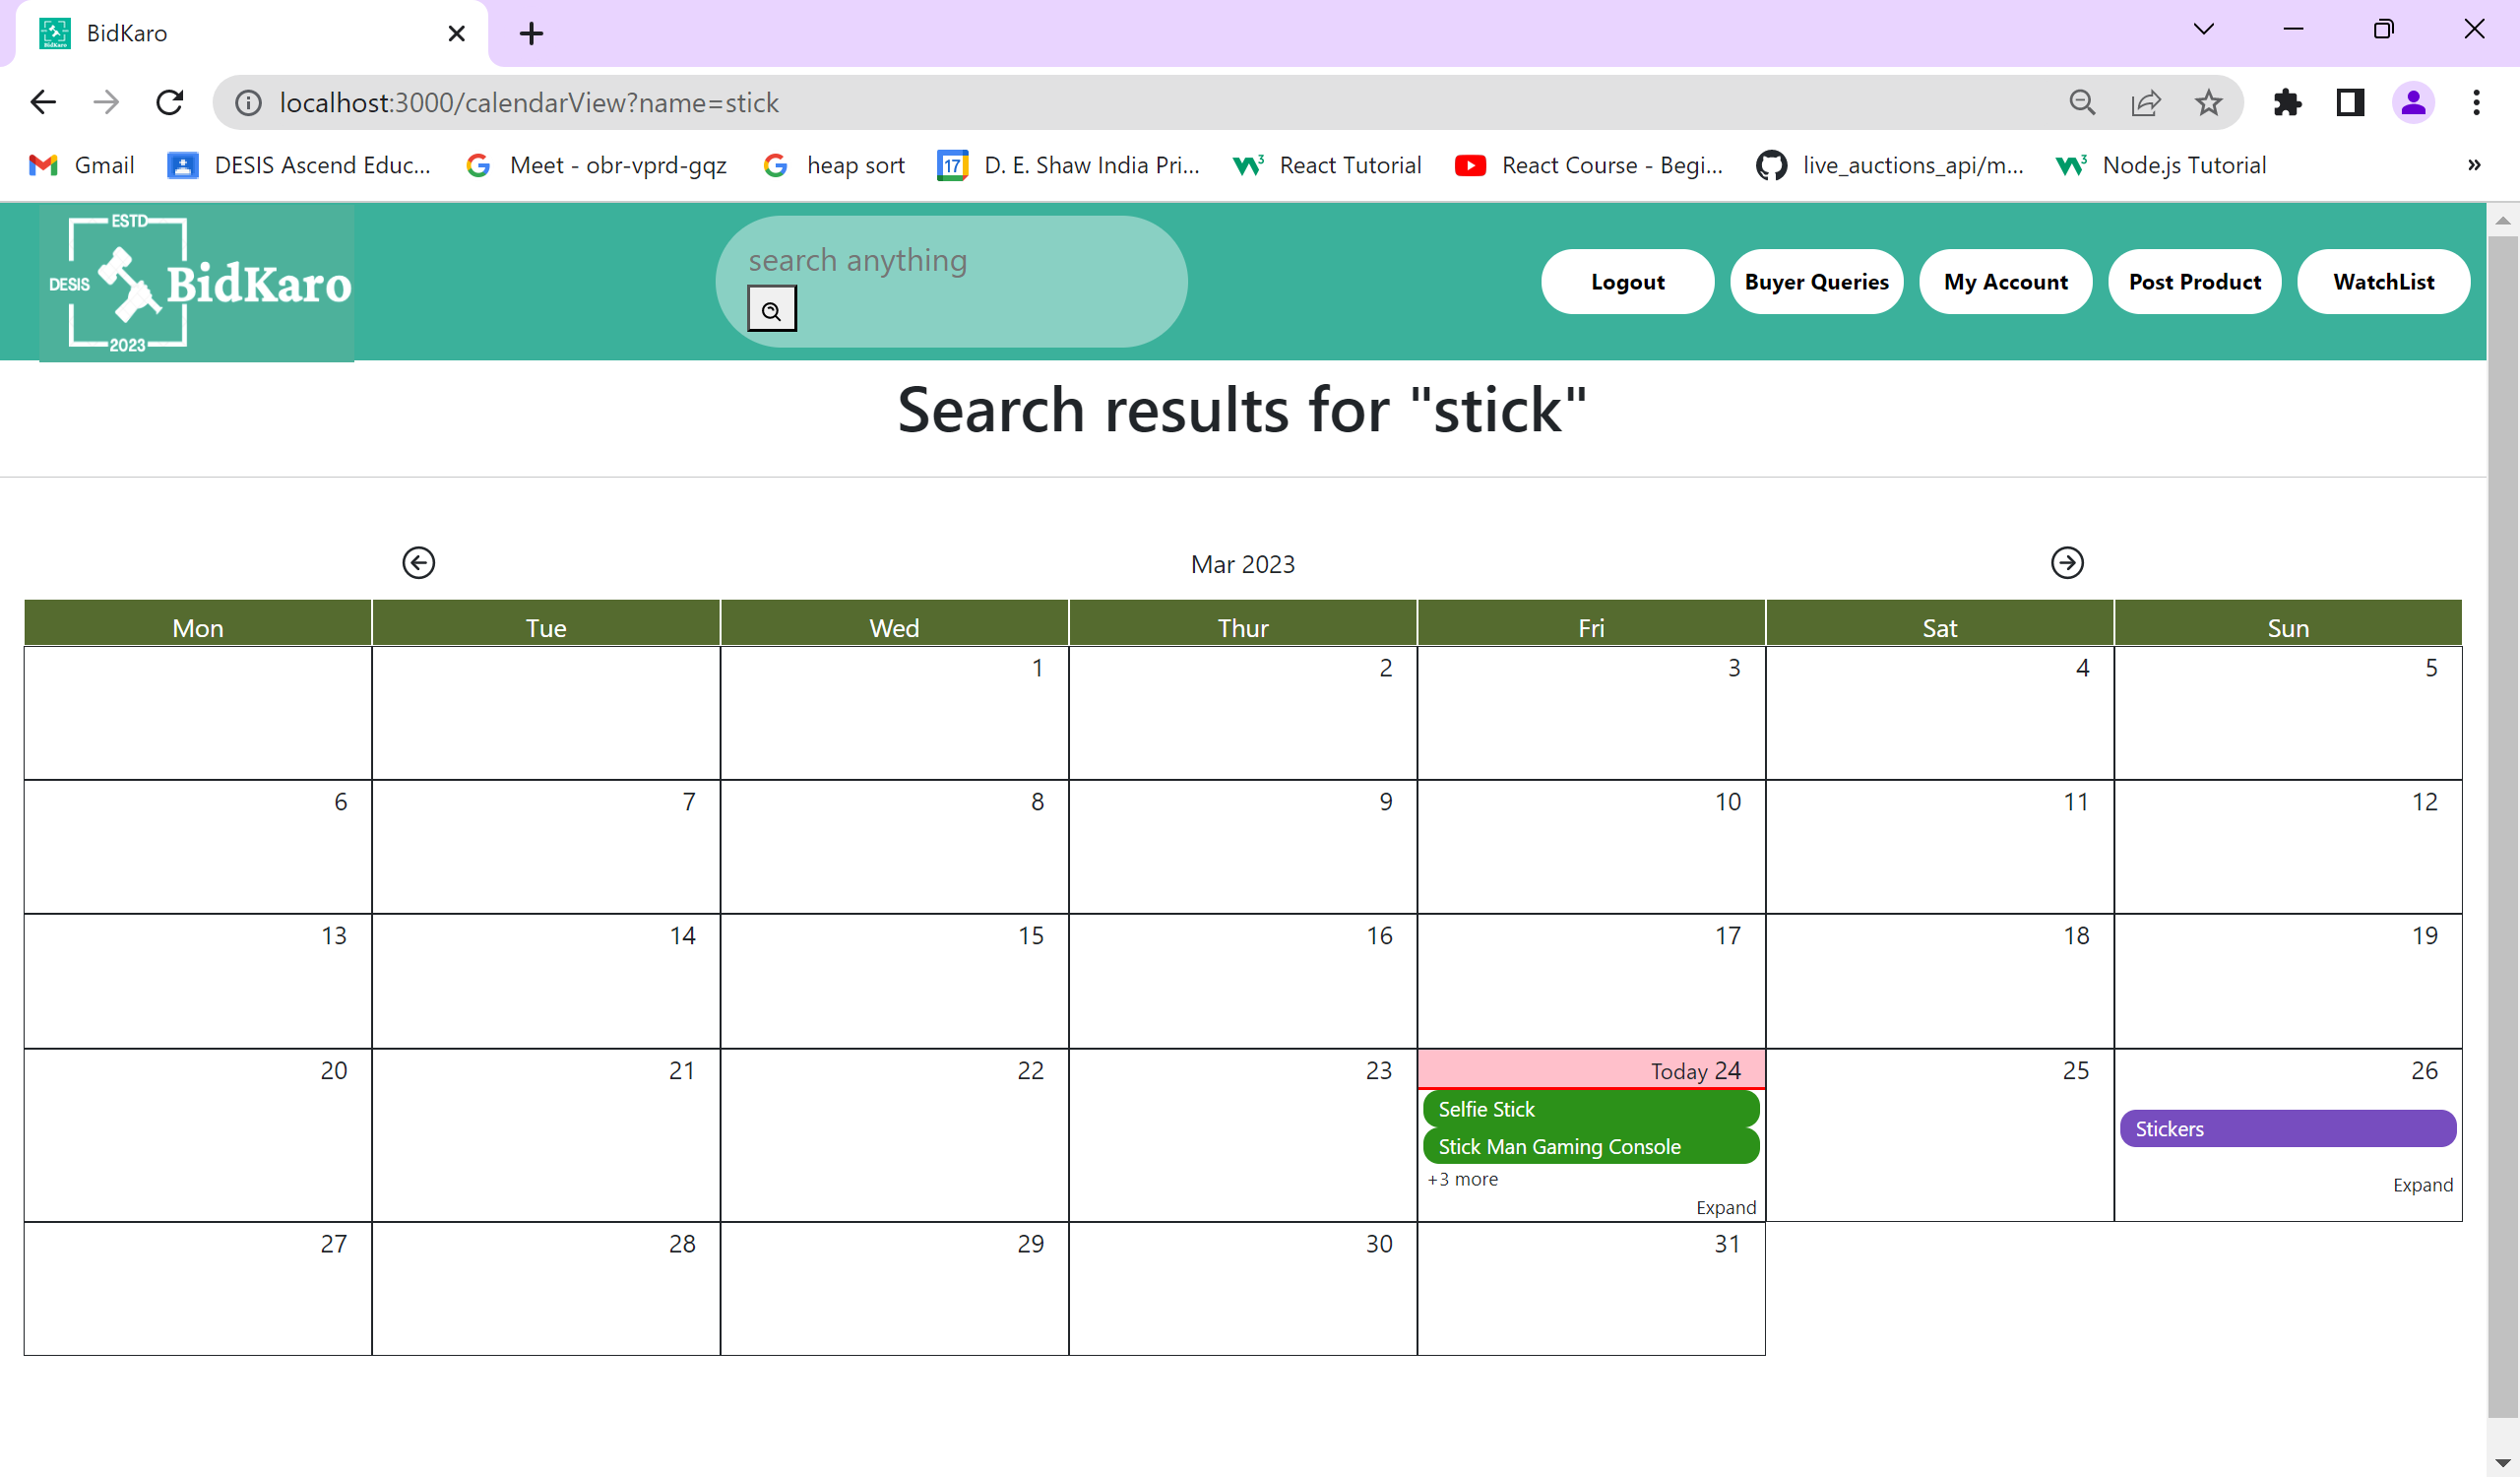 BidKaro
localhost:3000/calendarView?name=stick
Gmail
DESIS Ascend Educ...
Meet - obr-vprd-gqz
heap sort
17
D. E. Shaw India Pri...
React Tutorial
React Course - Begi...
live_auctions_api/m...
Node.js Tutorial
»
ESTD
DESIS
BidKaro
2023
search anything
Logout
Buyer Queries
My Account
Post Product
WatchList
Search results for "stick"
Mar 2023
Mon Tue Wed Thur Fri Sat Sun
1 2 3 4 5
6 7 8 9 10 11 12
13 14 15 16 17 18 19
20 21 22 23 Today 24 25 26
Selfie Stick
Stickers
Stick Man Gaming Console
+3 more
Expand
Expand
27 28 29 30 31